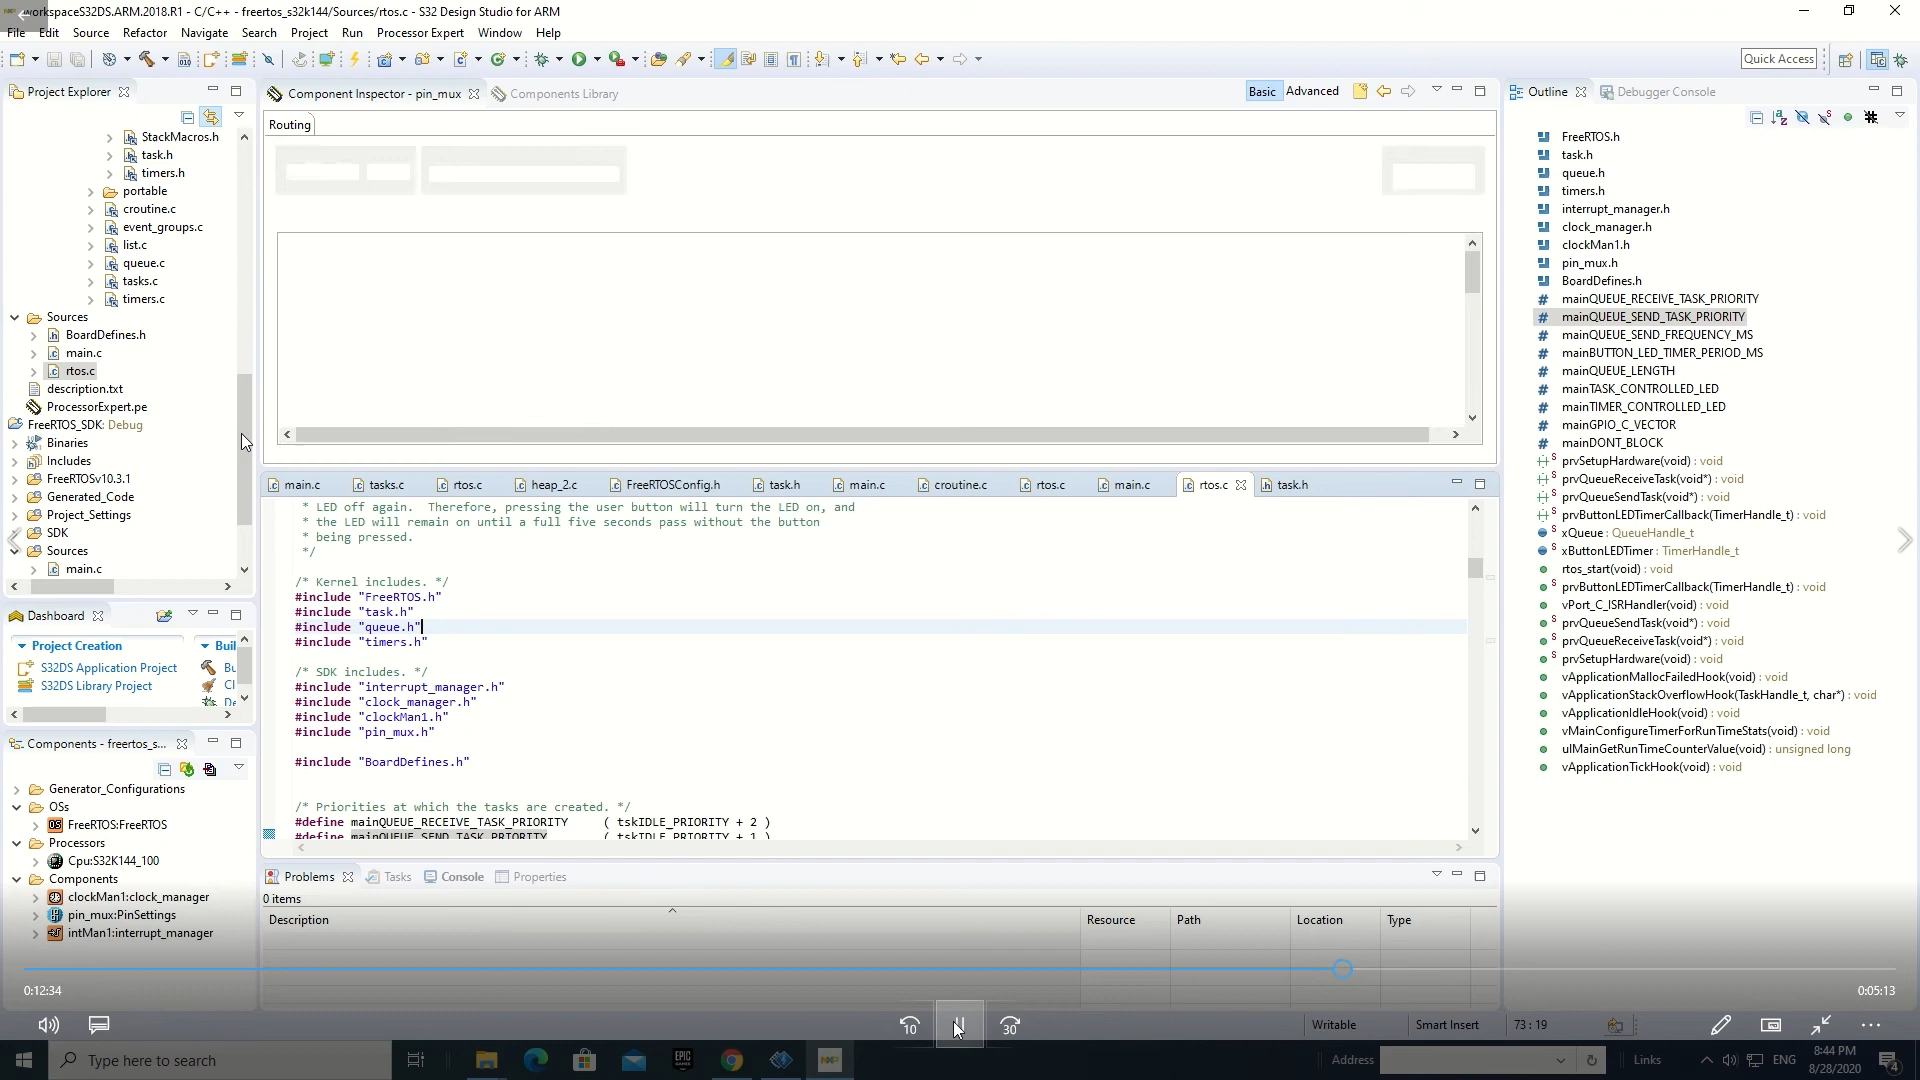 workspaceS32DS.ARM.2018.R1 - C/C++ - freertos_s32k144/Sources/rtos.c - S32 Design Studio for ARM
File Edit Source Refactor Navigate Search Project Run Processor Expert Window Help
Quick Access
Project Explorer
StackMacros.h
task.h
timers.h
portable
croutine.c
event_groups.c
list.c
queue.c
tasks.c
timers.c
Sources
BoardDefines.h
main.c
rtos.c
description.txt
ProcessorExpert.pe
FreeRTOS_SDK: Debug
Binaries
Includes
FreeRTOSv10.3.1
Generated_Code
Project_Settings
SDK
Sources
main.c
Dashboard
Project Creation
S32DS Application Project
S32DS Library Project
Buil
Bu
Cl
De
Components - freertos_s...
Generator_Configurations
OSs
FreeRTOS:FreeRTOS
Processors
Cpu:S32K144_100
Components
clockMan1:clock_manager
pin_mux:PinSettings
intMan1:interrupt_manager
Component Inspector - pin_mux
Components Library
Basic Advanced
Routing
main.c tasks.c rtos.c heap_2.c FreeRTOSConfig.h task.h main.c croutine.c rtos.c main.c rtos.c task.h
* LED off again.  Therefore, pressing the user button will turn the LED on, and
* the LED will remain on until a full five seconds pass without the button
* being pressed.
*/
/* Kernel includes. */
#include "FreeRTOS.h"
#include "task.h"
#include "queue.h"
#include "timers.h"
/* SDK includes. */
#include "interrupt_manager.h"
#include "clock_manager.h"
#include "clockMan1.h"
#include "pin_mux.h"
#include "BoardDefines.h"
/* Priorities at which the tasks are created. */
#define mainQUEUE_RECEIVE_TASK_PRIORITY ( tskIDLE_PRIORITY + 2 )
#define mainQUEUE_SEND_TASK_PRIORITY ( tskIDLE_PRIORITY + 1 )
Problems Tasks Console Properties
0 items
Description Resource Path Location Type
Outline
Debugger Console
FreeRTOS.h
task.h
queue.h
timers.h
interrupt_manager.h
clock_manager.h
clockMan1.h
pin_mux.h
BoardDefines.h
mainQUEUE_RECEIVE_TASK_PRIORITY
mainQUEUE_SEND_TASK_PRIORITY
mainQUEUE_SEND_FREQUENCY_MS
mainBUTTON_LED_TIMER_PERIOD_MS
mainQUEUE_LENGTH
mainTASK_CONTROLLED_LED
mainTIMER_CONTROLLED_LED
mainGPIO_C_VECTOR
mainDONT_BLOCK
prvSetupHardware(void) : void
prvQueueReceiveTask(void*) : void
prvQueueSendTask(void*) : void
prvButtonLEDTimerCallback(TimerHandle_t) : void
xQueue : QueueHandle_t
xButtonLEDTimer : TimerHandle_t
rtos_start(void) : void
prvButtonLEDTimerCallback(TimerHandle_t) : void
vPort_C_ISRHandler(void) : void
prvQueueSendTask(void*) : void
prvQueueReceiveTask(void*) : void
prvSetupHardware(void) : void
vApplicationMallocFailedHook(void) : void
vApplicationStackOverflowHook(TaskHandle_t, char*) : void
vApplicationIdleHook(void) : void
vMainConfigureTimerForRunTimeStats(void) : void
ulMainGetRunTimeCounterValue(void) : unsigned long
vApplicationTickHook(void) : void
0:12:34
0:05:13
10
30
Writable Smart Insert 73 : 19
Type here to search
EPIC GAMES
NXP
Address
Links
ENG
8:44 PM
8/28/2020
4